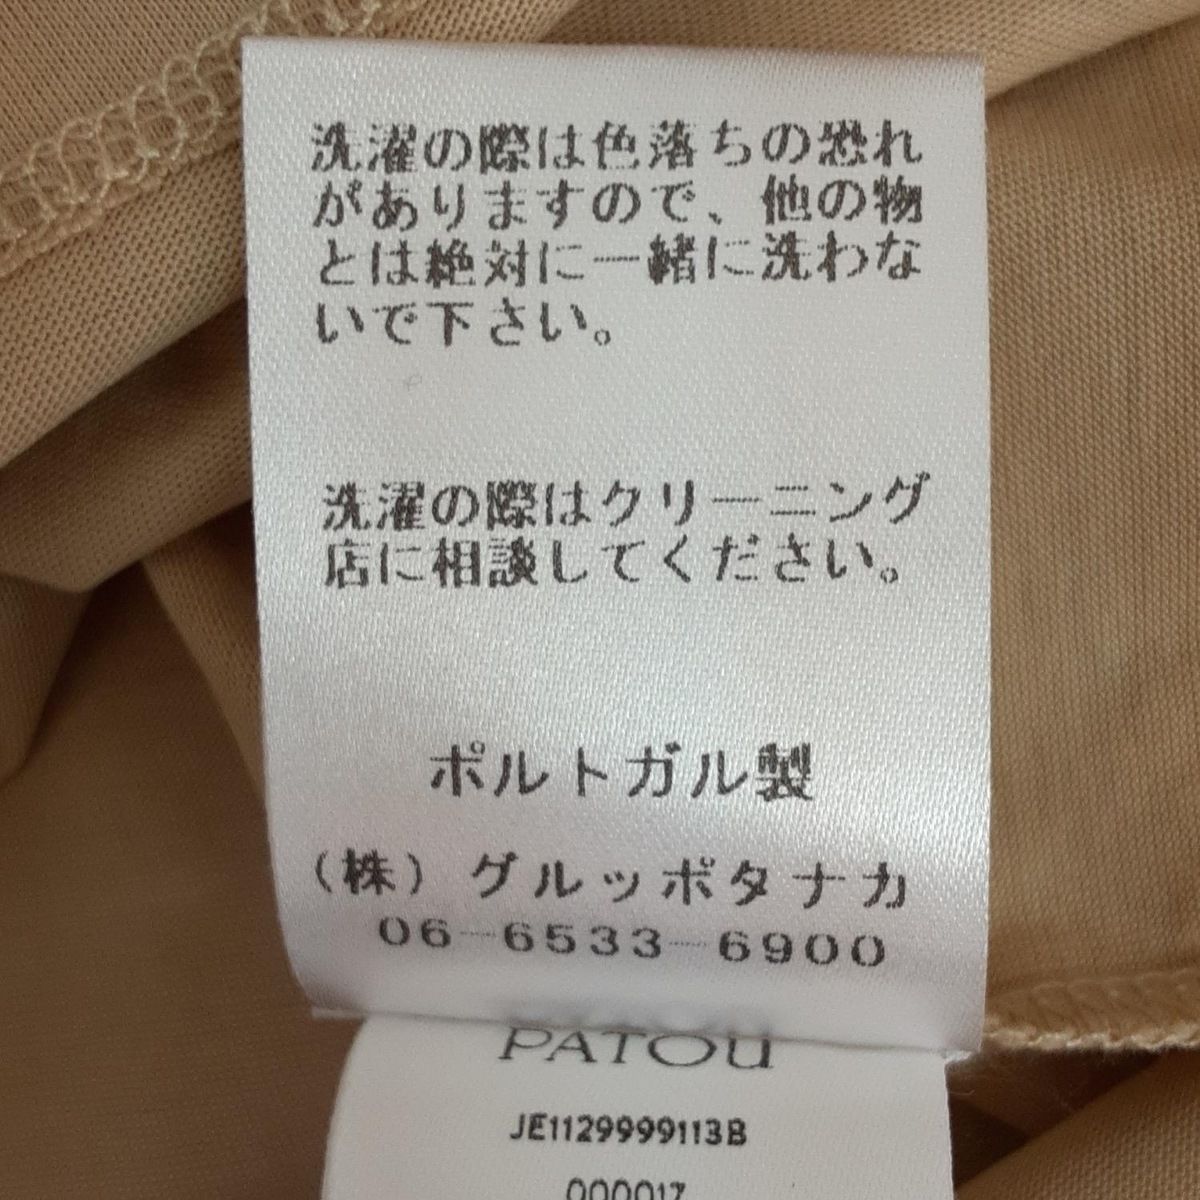 洗濯の際は色落ちの恐れ
がありますので、他の物
とは絶対に一緒に洗わな
いで下さい。
洗濯の際はクリーニング
店に相談してください。
ポルトガル製
(株)グルッポタナカ
06-6533-6900
PATOU
JE1129999113B
000017